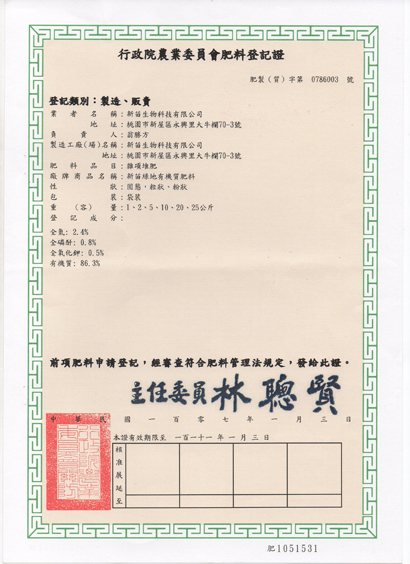 行政院農業委員會肥料登記證
肥製(質)字第 0786003 號
登記類別：製造、販賣
業者名稱：新苗生物科技有限公司
地址：桃園市新屋區永興里大牛欄70-3號
負責人：翁勝方
製造工廠(場)名稱：新苗生物科技有限公司
地址：桃園市新屋區永興里大牛欄70-3號
肥料品目：雜項堆肥
廠牌商品名稱：新苗綠地有機質肥料
性狀：固態、粒狀、粉狀
包裝：袋裝
重(容)量：1、2、5、10、20、25公斤
登記成分：
全氮: 2.4%
全磷酐: 0.8%
全氧化鉀: 0.5%
有機質: 86.3%
前項肥料申請登記，經審查符合肥料管理法規定，發給此證。
主任委員 林聰賢
中華民國一百零七年一月三日
本證有效期限至 一百一十一年一月三日
核准展延至
肥1051531